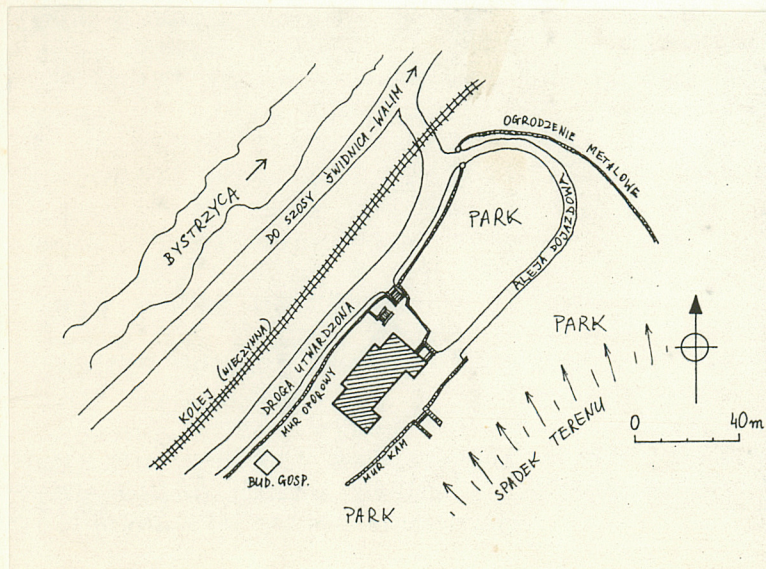 OGRODZENIE METALOWE
DO SZOSY ŚWIDNICA-WALIM
BYSTRZYCA
PARK
ALEJA DOJAZDOWA
PARK
KOLEJ (NIECZYNNA)
DROGA UTWARDZONA
MUR OPOROWY
0 40m
MUR KAM
SPADEK TERENU
BUD. GOSP.
PARK